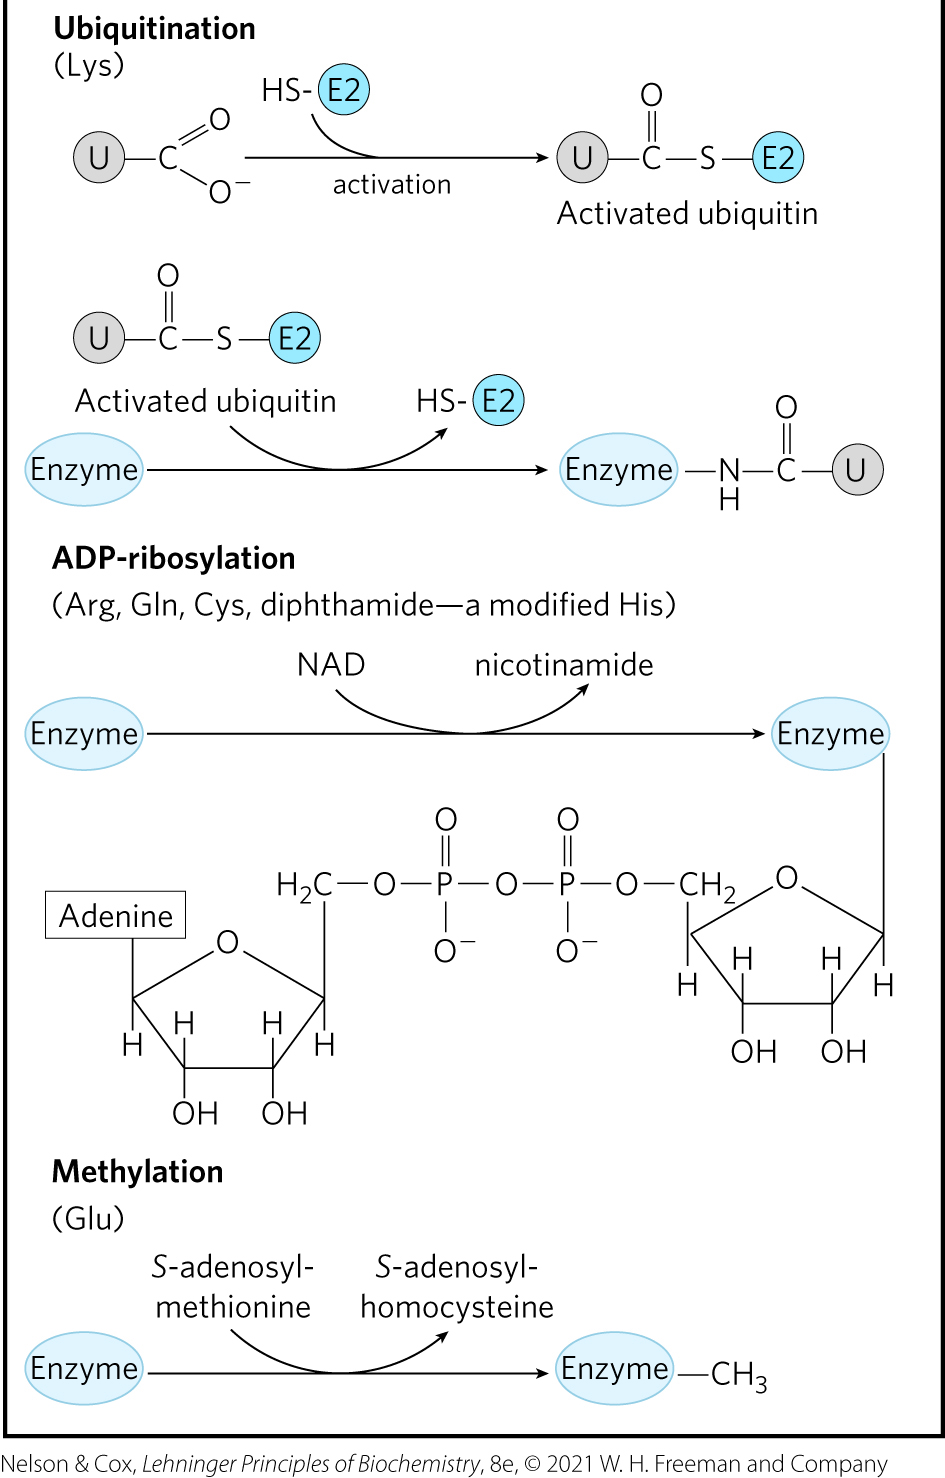 Ubiquitination
(Lys)
HS- E2
U C O O−
activation
O
U C S E2
Activated ubiquitin
O
U C S E2
Activated ubiquitin HS- E2
Enzyme Enzyme N H C O U
ADP-ribosylation
(Arg, Gln, Cys, diphthamide—a modified His)
NAD nicotinamide
Enzyme Enzyme
O O
H₂C O P O P O CH₂ O
Adenine O O− O−
H H H H
H H H H
OH OH
OH OH
Methylation
(Glu)
S-adenosyl- S-adenosyl-
methionine homocysteine
Enzyme Enzyme CH₃
Nelson & Cox, Lehninger Principles of Biochemistry, 8e, © 2021 W. H. Freeman and Company